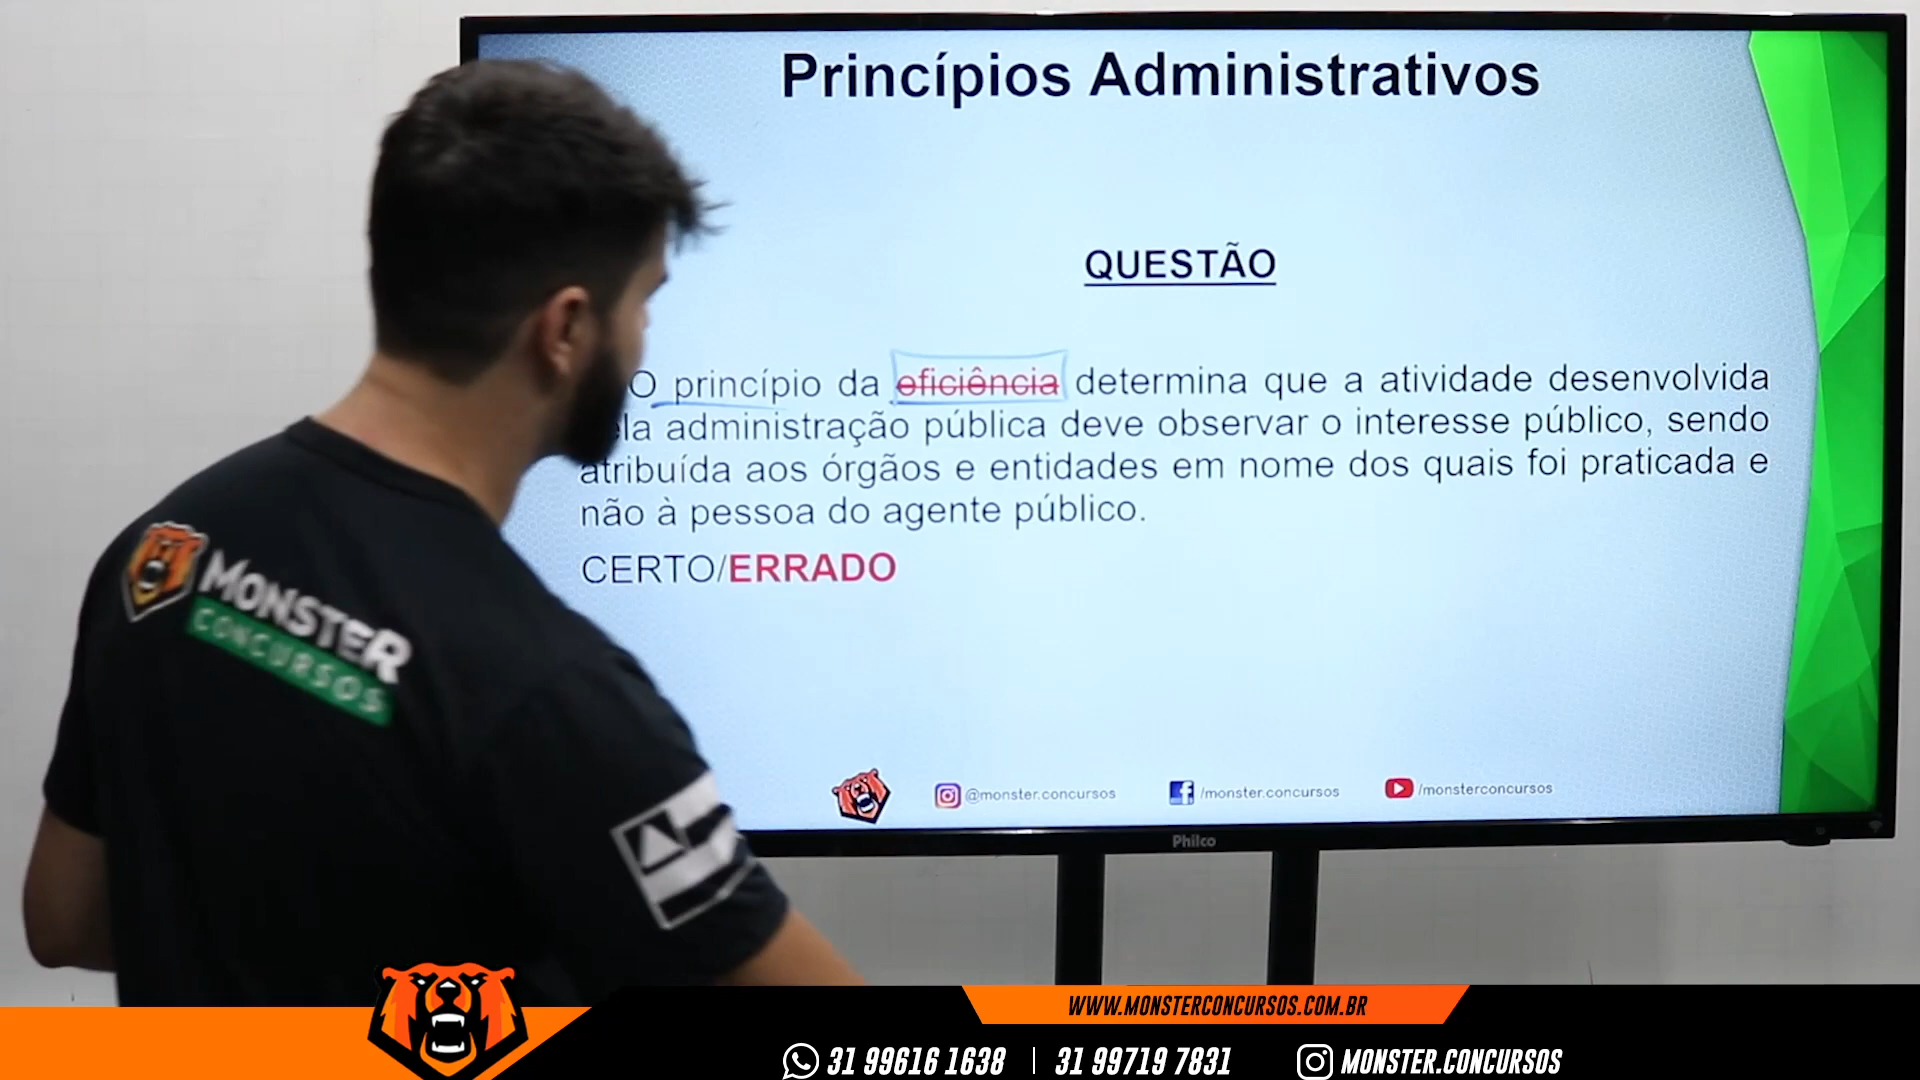 Princípios Administrativos
QUESTÃO
O princípio da eficiência determina que a atividade desenvolvida
administração pública deve observar o interesse público, sendo
atribuída aos órgãos e entidades em nome dos quais foi praticada e
não à pessoa do agente público.
CERTO/ERRADO
@monster.concursos
/monster.concursos
/monsterconcursos
Philco
MONSTER
CONCURSOS
WWW.MONSTERCONCURSOS.COM.BR
31 99616 1638 | 31 99719 7831 MONSTER.CONCURSOS